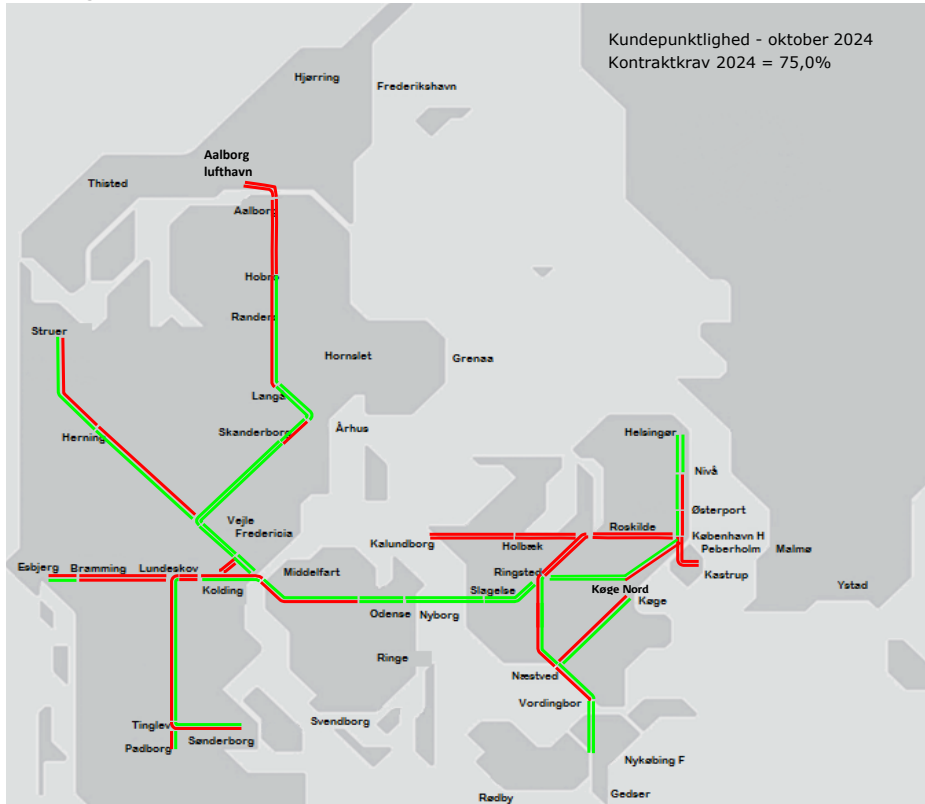 Kundepunktlighed - oktober 2024
Kontraktkrav 2024 = 75,0%
Hjørring
Frederikshavn
Aalborg
lufthavn
Thisted
Aalborg
Hobro
Randers
Struer
Hornslet
Grenaa
Langå
Århus
Herning
Skanderborg
Helsingør
Nivå
Østerport
Vejle
Fredericia
Roskilde
København H
Kalundborg
Holbæk
Peberholm
Malmø
Esbjerg
Bramming
Lundeskov
Middelfart
Ringsted
Kastrup
Kolding
Slagelse
Køge Nord
Køge
Ystad
Odense
Nyborg
Ringe
Næstved
Vordingbor
Tinglev
Svendborg
Sønderborg
Padborg
Nykøbing F
Rødby
Gedser